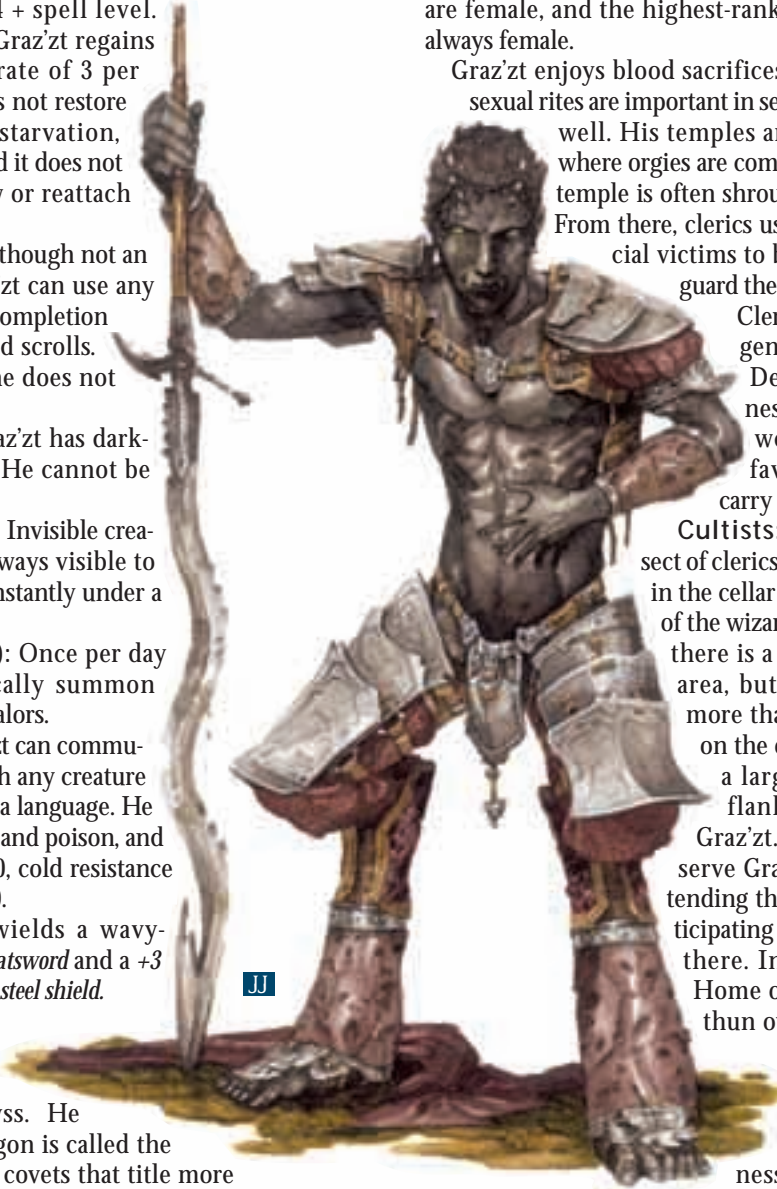 4 + spell level.
Graz'zt regains
rate of 3 per
s not restore
starvation,
d it does not
y or reattach
though not an
zt can use any
ompletion
d scrolls.
he does not
az'zt has dark-
He cannot be
Invisible crea-
ways visible to
nstantly under a
): Once per day
cally summon
alors.
zt can commu-
h any creature
a language. He
and poison, and
0, cold resistance
).
wields a wavy-
atsword and a +3
steel shield.
yss. He
gon is called the
covets that title more
are female, and the highest-rank
always female.
Graz'zt enjoys blood sacrifices
sexual rites are important in se
well. His temples ar
where orgies are com
temple is often shrou
From there, clerics us
cial victims to b
guard the
Cler
gen
De
nes
we
fav
carry
Cultists:
sect of clerics
in the cellar
of the wizar
there is a
area, but
more tha
on the
a larg
flank
Graz'zt.
serve Gra
tending th
ticipating
there. In
Home o
thun ov
ness
JJ